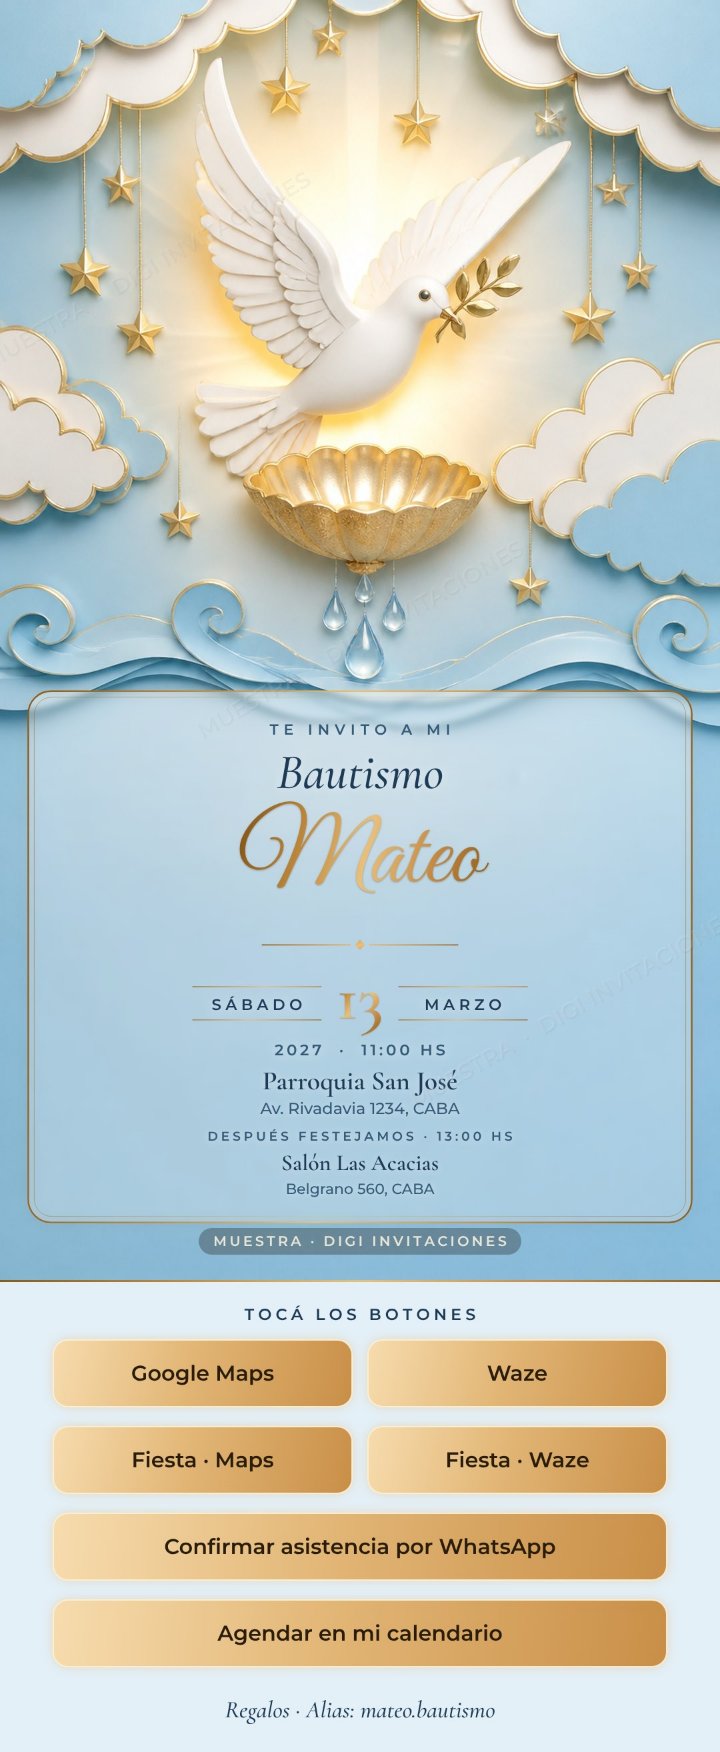 TE INVITO A MI
Bautismo
Mateo
SÁBADO 13 MARZO
2027 · 11:00 HS
Parroquia San José
Av. Rivadavia 1234, CABA
DESPUÉS FESTEJAMOS · 13:00 HS
Salón Las Acacias
Belgrano 560, CABA
MUESTRA · DIGI INVITACIONES
TOCÁ LOS BOTONES
Google Maps
Waze
Fiesta · Maps
Fiesta · Waze
Confirmar asistencia por WhatsApp
Agendar en mi calendario
Regalos · Alias: mateo.bautismo